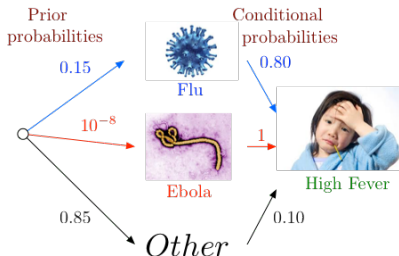 Prior
probabilities
Conditional
probabilities
0.15
0.80
Flu
10⁻⁸
1
Ebola
High Fever
0.85
0.10
Other